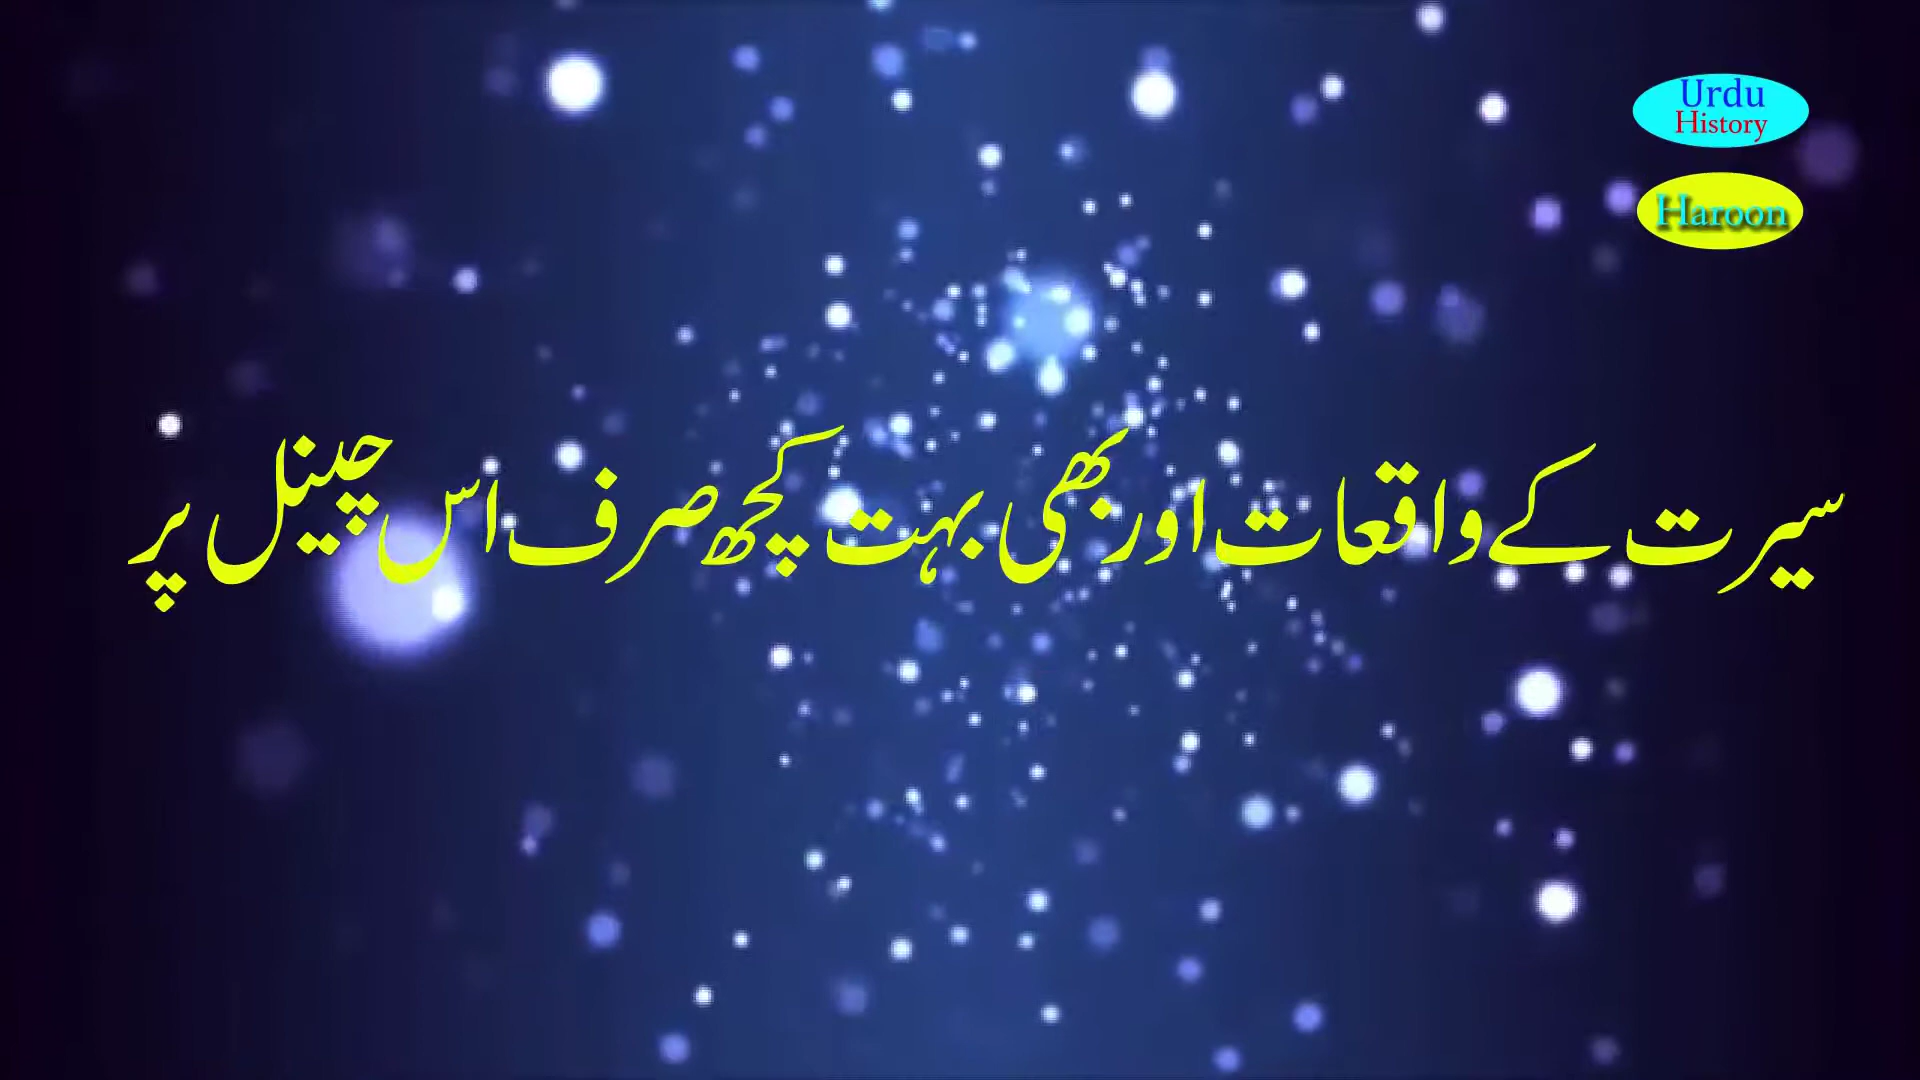 Urdu
History
Haroon
سیرت کے واقعات اور بھی بہت کچھ صرف اس چینل پر